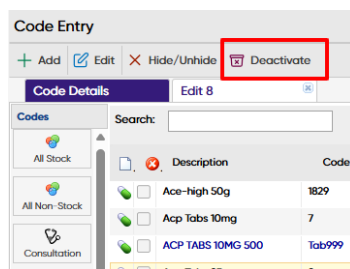 Code Entry
Add Edit Hide/Unhide Deactivate
Code Details Edit 8
Codes Search:
All Stock
Description Code
Ace-high 50g 1829
All Non-Stock
Acp Tabs 10mg 7
ACP TABS 10MG 500 Tab999
Consultation